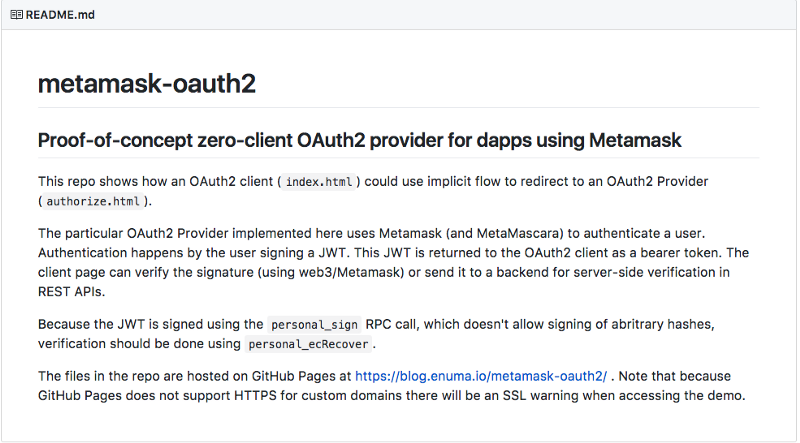 README.md
metamask-oauth2
Proof-of-concept zero-client OAuth2 provider for dapps using Metamask
This repo shows how an OAuth2 client ( index.html ) could use implicit flow to redirect to an OAuth2 Provider
( authorize.html ).
The particular OAuth2 Provider implemented here uses Metamask (and MetaMascara) to authenticate a user.
Authentication happens by the user signing a JWT. This JWT is returned to the OAuth2 client as a bearer token. The
client page can verify the signature (using web3/Metamask) or send it to a backend for server-side verification in
REST APIs.
Because the JWT is signed using the personal_sign RPC call, which doesn't allow signing of abritrary hashes,
verification should be done using personal_ecRecover .
The files in the repo are hosted on GitHub Pages at https://blog.enuma.io/metamask-oauth2/ . Note that because
GitHub Pages does not support HTTPS for custom domains there will be an SSL warning when accessing the demo.